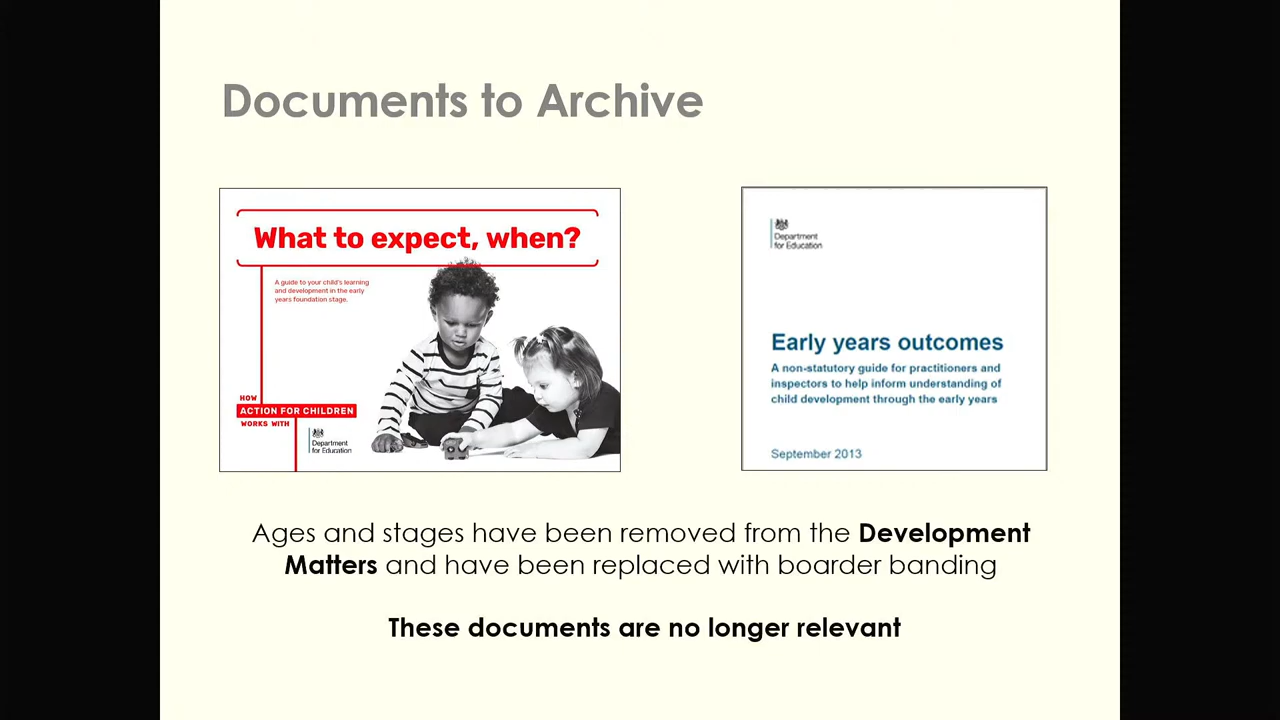 Documents to Archive
What to expect, when?
A guide to your child's learning
and development in the early
years foundation stage.
HOW
ACTION FOR CHILDREN
WORKS WITH
Department
for Education
Department
for Education
Early years outcomes
A non-statutory guide for practitioners and
inspectors to help inform understanding of
child development through the early years
September 2013
Ages and stages have been removed from the Development
Matters and have been replaced with boarder banding
These documents are no longer relevant